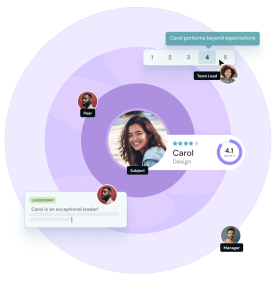 Carol performs beyond expectations
1 2 3 4 5
Team Lead
Peer
Carol
Design
4.1
Subject
LEADERSHIP
Carol is an exceptional leader!
Manager